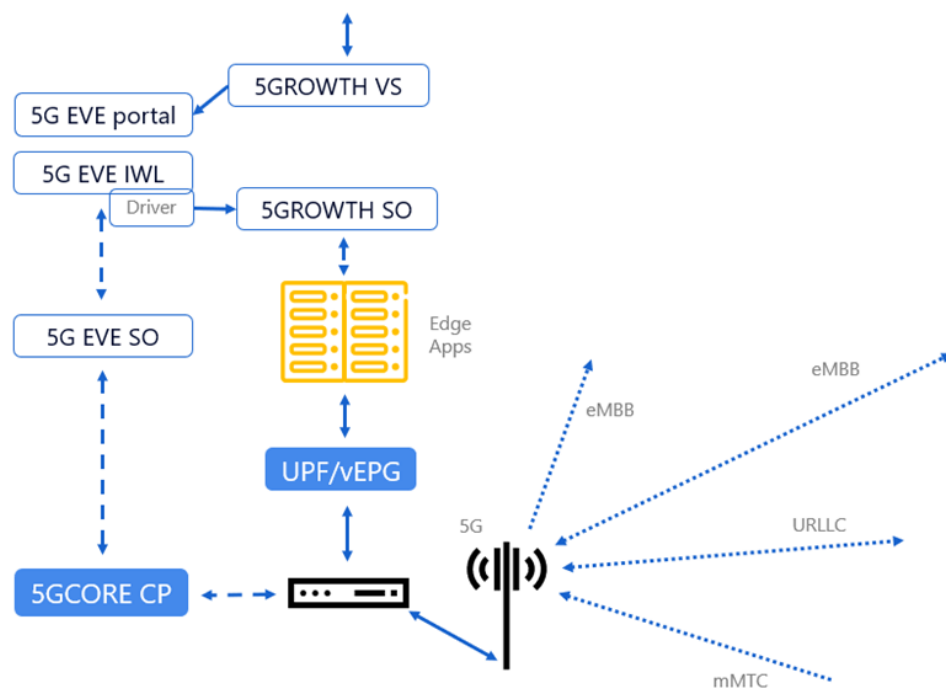 5GROWTH VS
5G EVE portal
5G EVE IWL
Driver
5GROWTH SO
5G EVE SO
Edge
Apps
eMBB
eMBB
UPF/vEPG
5G
URLLC
5GCORE CP
mMTC